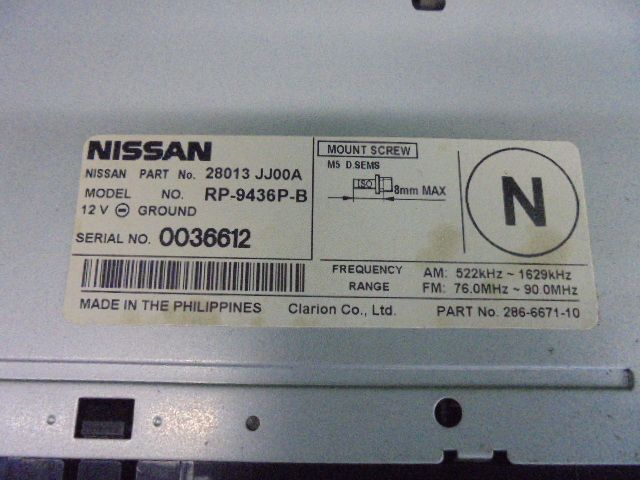 NISSAN
NISSAN PART No. 28013 JJ00A
MODEL NO. RP-9436P-B
12 V ⊖ GROUND
SERIAL NO. 0036612
MOUNT SCREW
M5 D.SEMS
ISO
8mm MAX
N
FREQUENCY RANGE
AM: 522kHz ~ 1629kHz
FM: 76.0MHz ~ 90.0MHz
MADE IN THE PHILIPPINES Clarion Co., Ltd. PART No. 286-6671-10